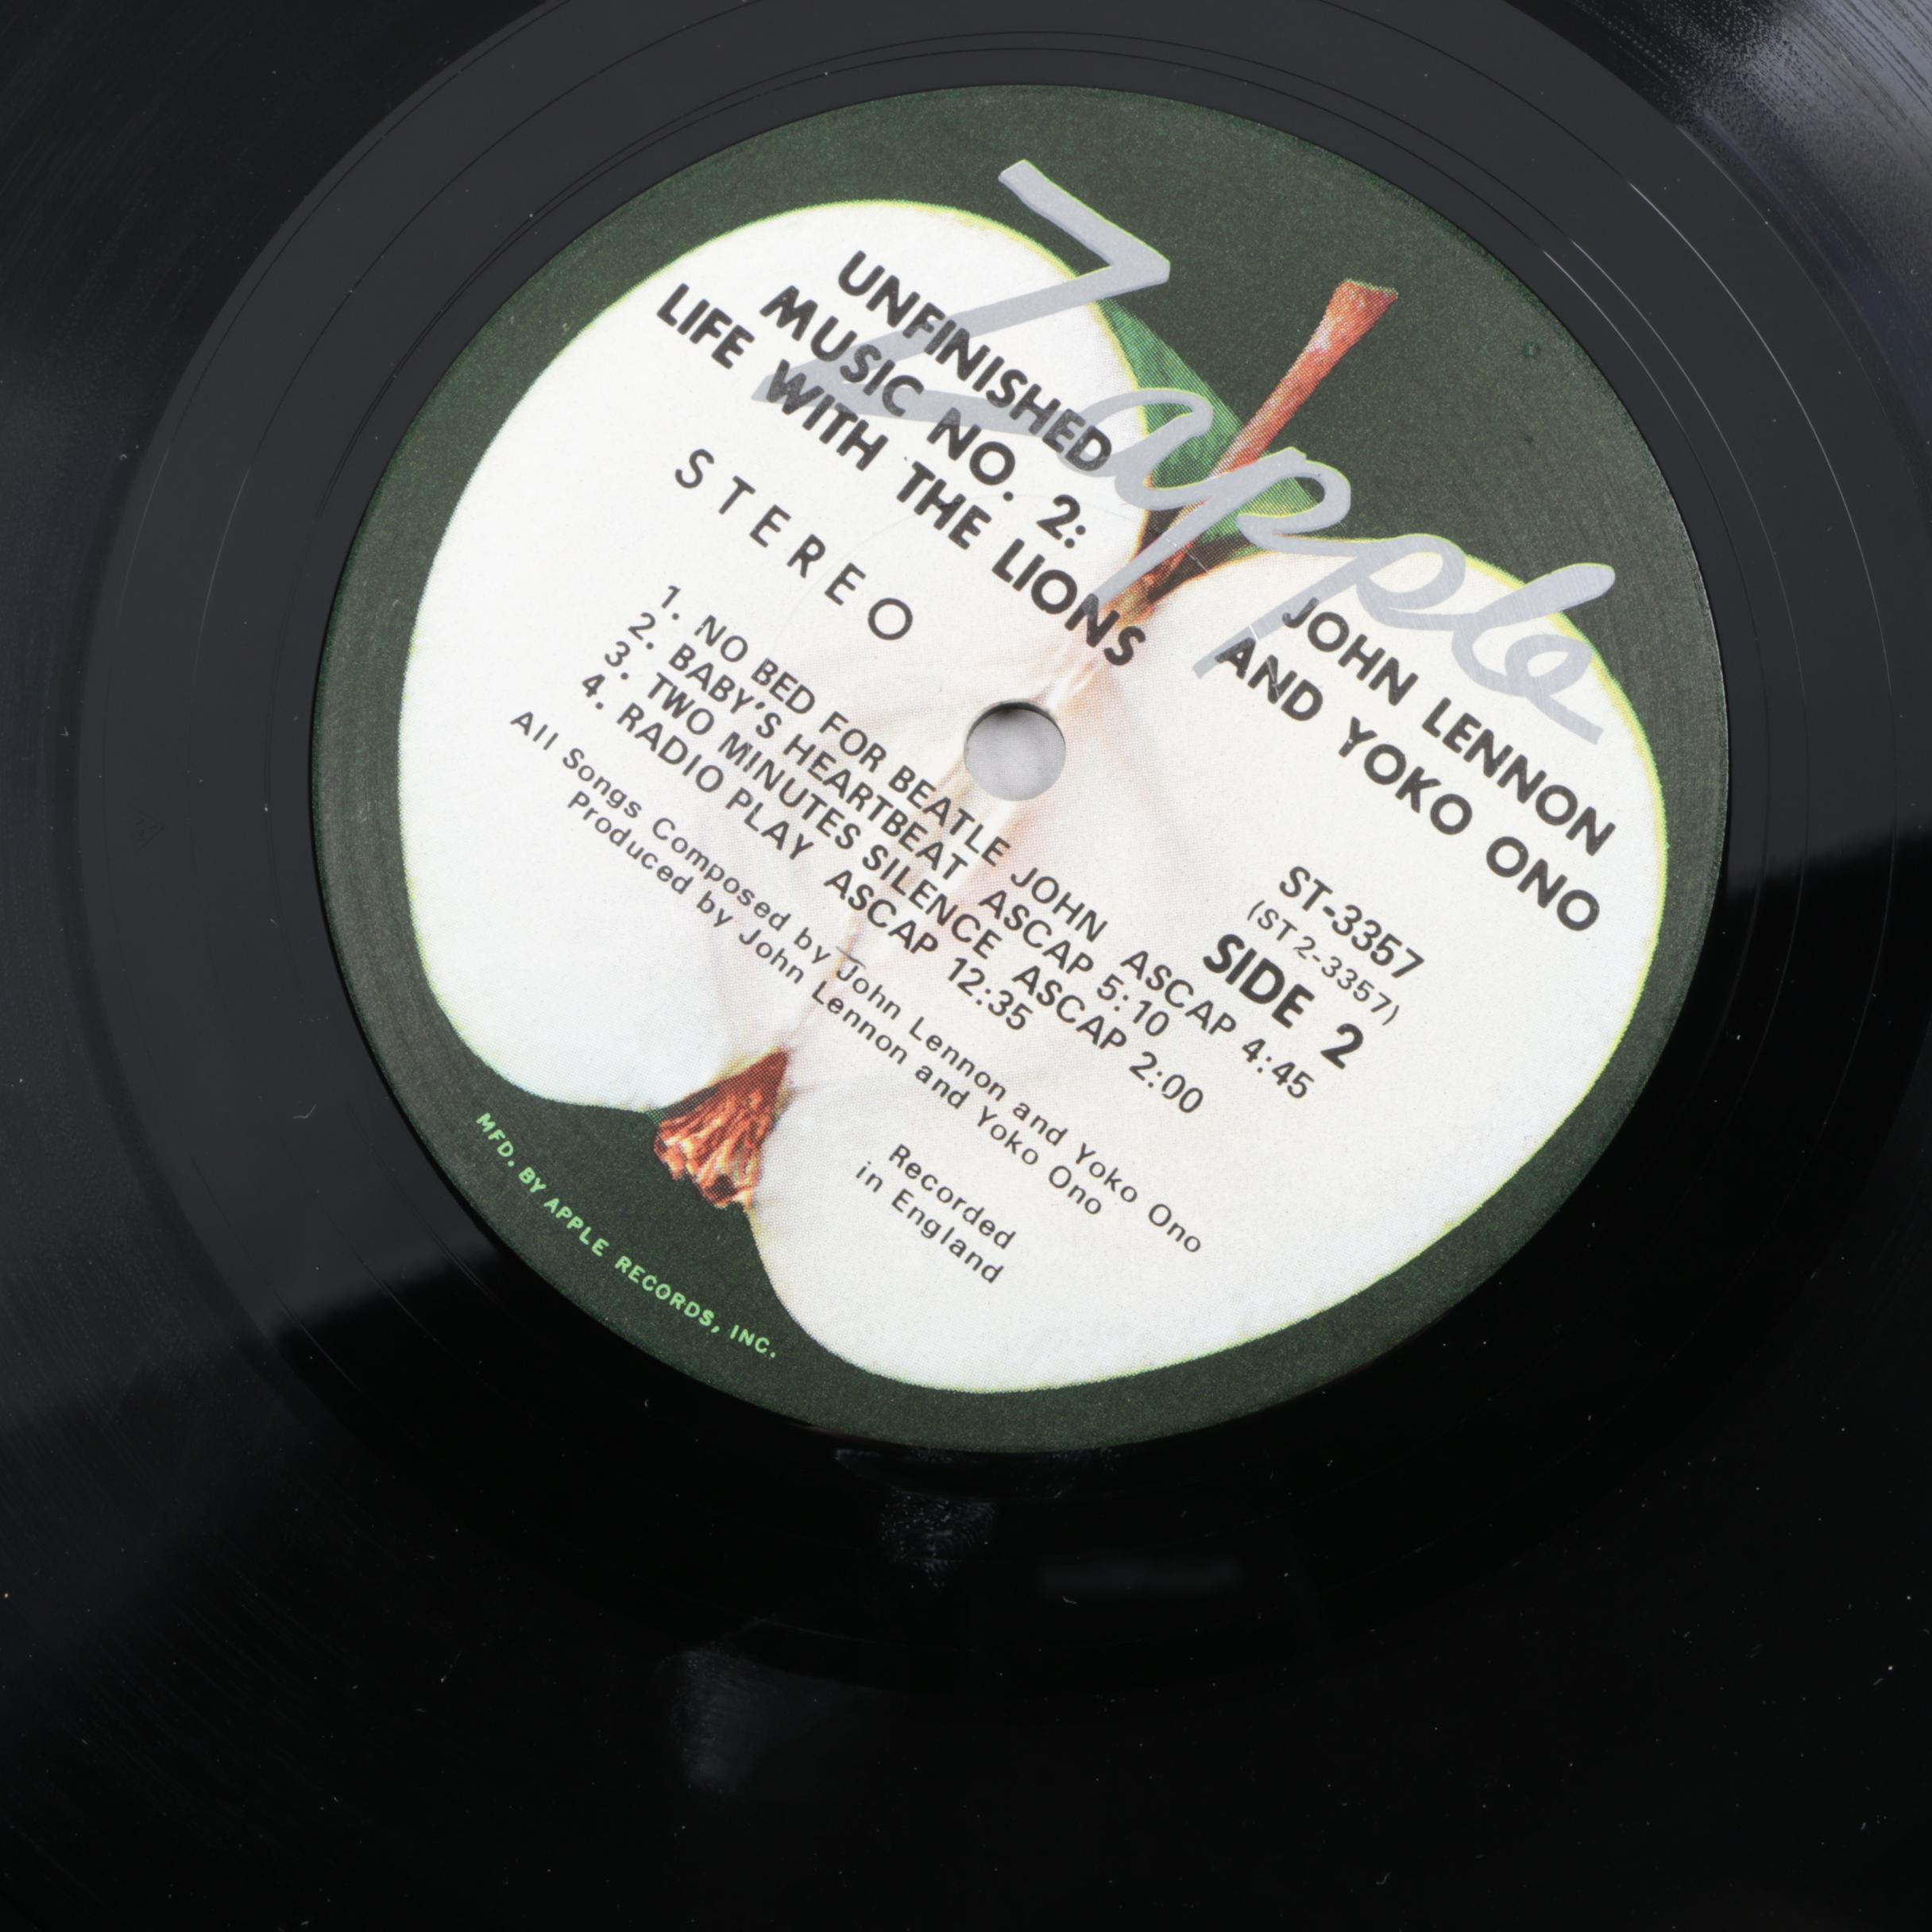 Zapple
UNFINISHED
MUSIC NO. 2:
LIFE WITH THE LIONS
JOHN LENNON
AND YOKO ONO
STEREO
ST-3357
(ST 2-3357)
SIDE 2
1. NO BED FOR BEATLE JOHN ASCAP 4:45
2. BABY'S HEARTBEAT ASCAP 5:10
3. TWO MINUTES SILENCE ASCAP 2:00
4. RADIO PLAY ASCAP 12:35
All Songs Composed by John Lennon and Yoko Ono
Produced by John Lennon and Yoko Ono
Recorded
in England
MFD. BY APPLE RECORDS, INC.